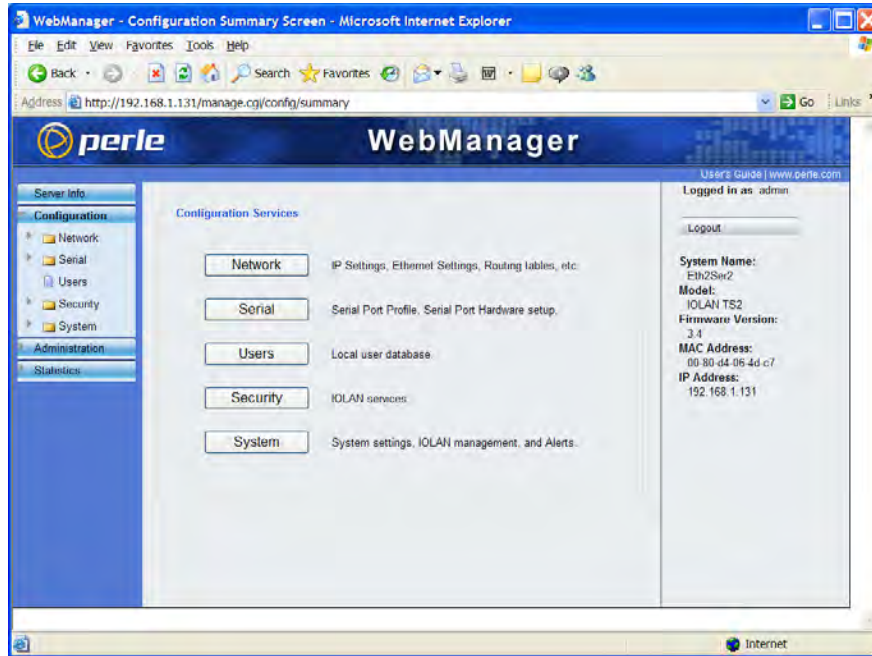 WebManager - Configuration Summary Screen - Microsoft Internet Explorer
File Edit View Favorites Tools Help
Back Search Favorites
Address http://192.168.1.131/manage.cgi/config/summary Go Links
perle WebManager
User's Guide | www.perle.com
Server Info
Configuration
Network
Serial
Users
Security
System
Administration
Statistics
Configuration Services
Network IP Settings, Ethernet Settings, Routing tables, etc
Serial Serial Port Profile, Serial Port Hardware setup.
Users Local user database
Security IOLAN services
System System settings, IOLAN management, and Alerts.
Logged in as admin
Logout
System Name:
Eth2Ser2
Model:
IOLAN TS2
Firmware Version:
3.4
MAC Address:
00-80-d4-06-4d-c7
IP Address:
192.168.1.131
Internet